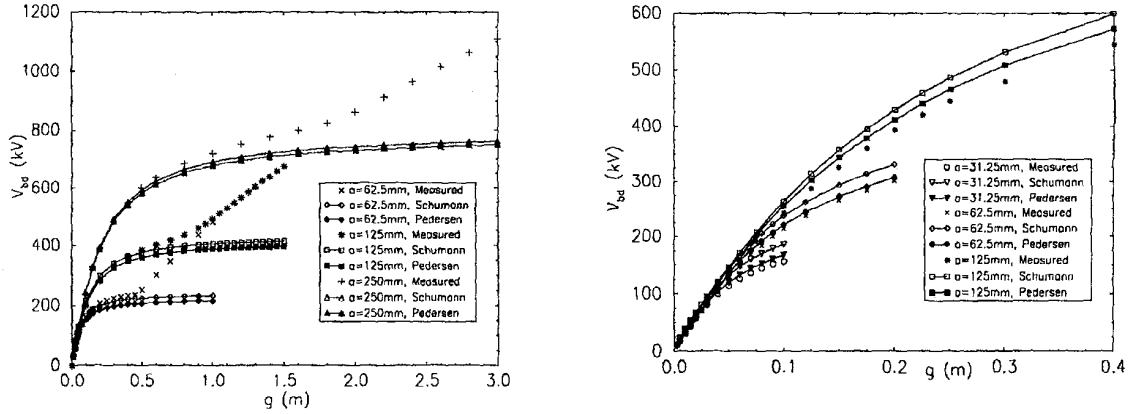 1200
1000
800
600
400
200
0
V_bd (kV)
0.0 0.5 1.0 1.5 2.0 2.5 3.0
g (m)
a=62.5mm, Measured
a=62.5mm, Schumann
a=62.5mm, Pedersen
a=125mm, Measured
a=125mm, Schumann
a=125mm, Pedersen
a=250mm, Measured
a=250mm, Schumann
a=250mm, Pedersen
600
500
400
300
200
100
0
V_bd (kV)
0.0 0.1 0.2 0.3 0.4
g (m)
a=31.25mm, Measured
a=31.25mm, Schumann
a=31.25mm, Pedersen
a=62.5mm, Measured
a=62.5mm, Schumann
a=62.5mm, Pedersen
a=125mm, Measured
a=125mm, Schumann
a=125mm, Pedersen